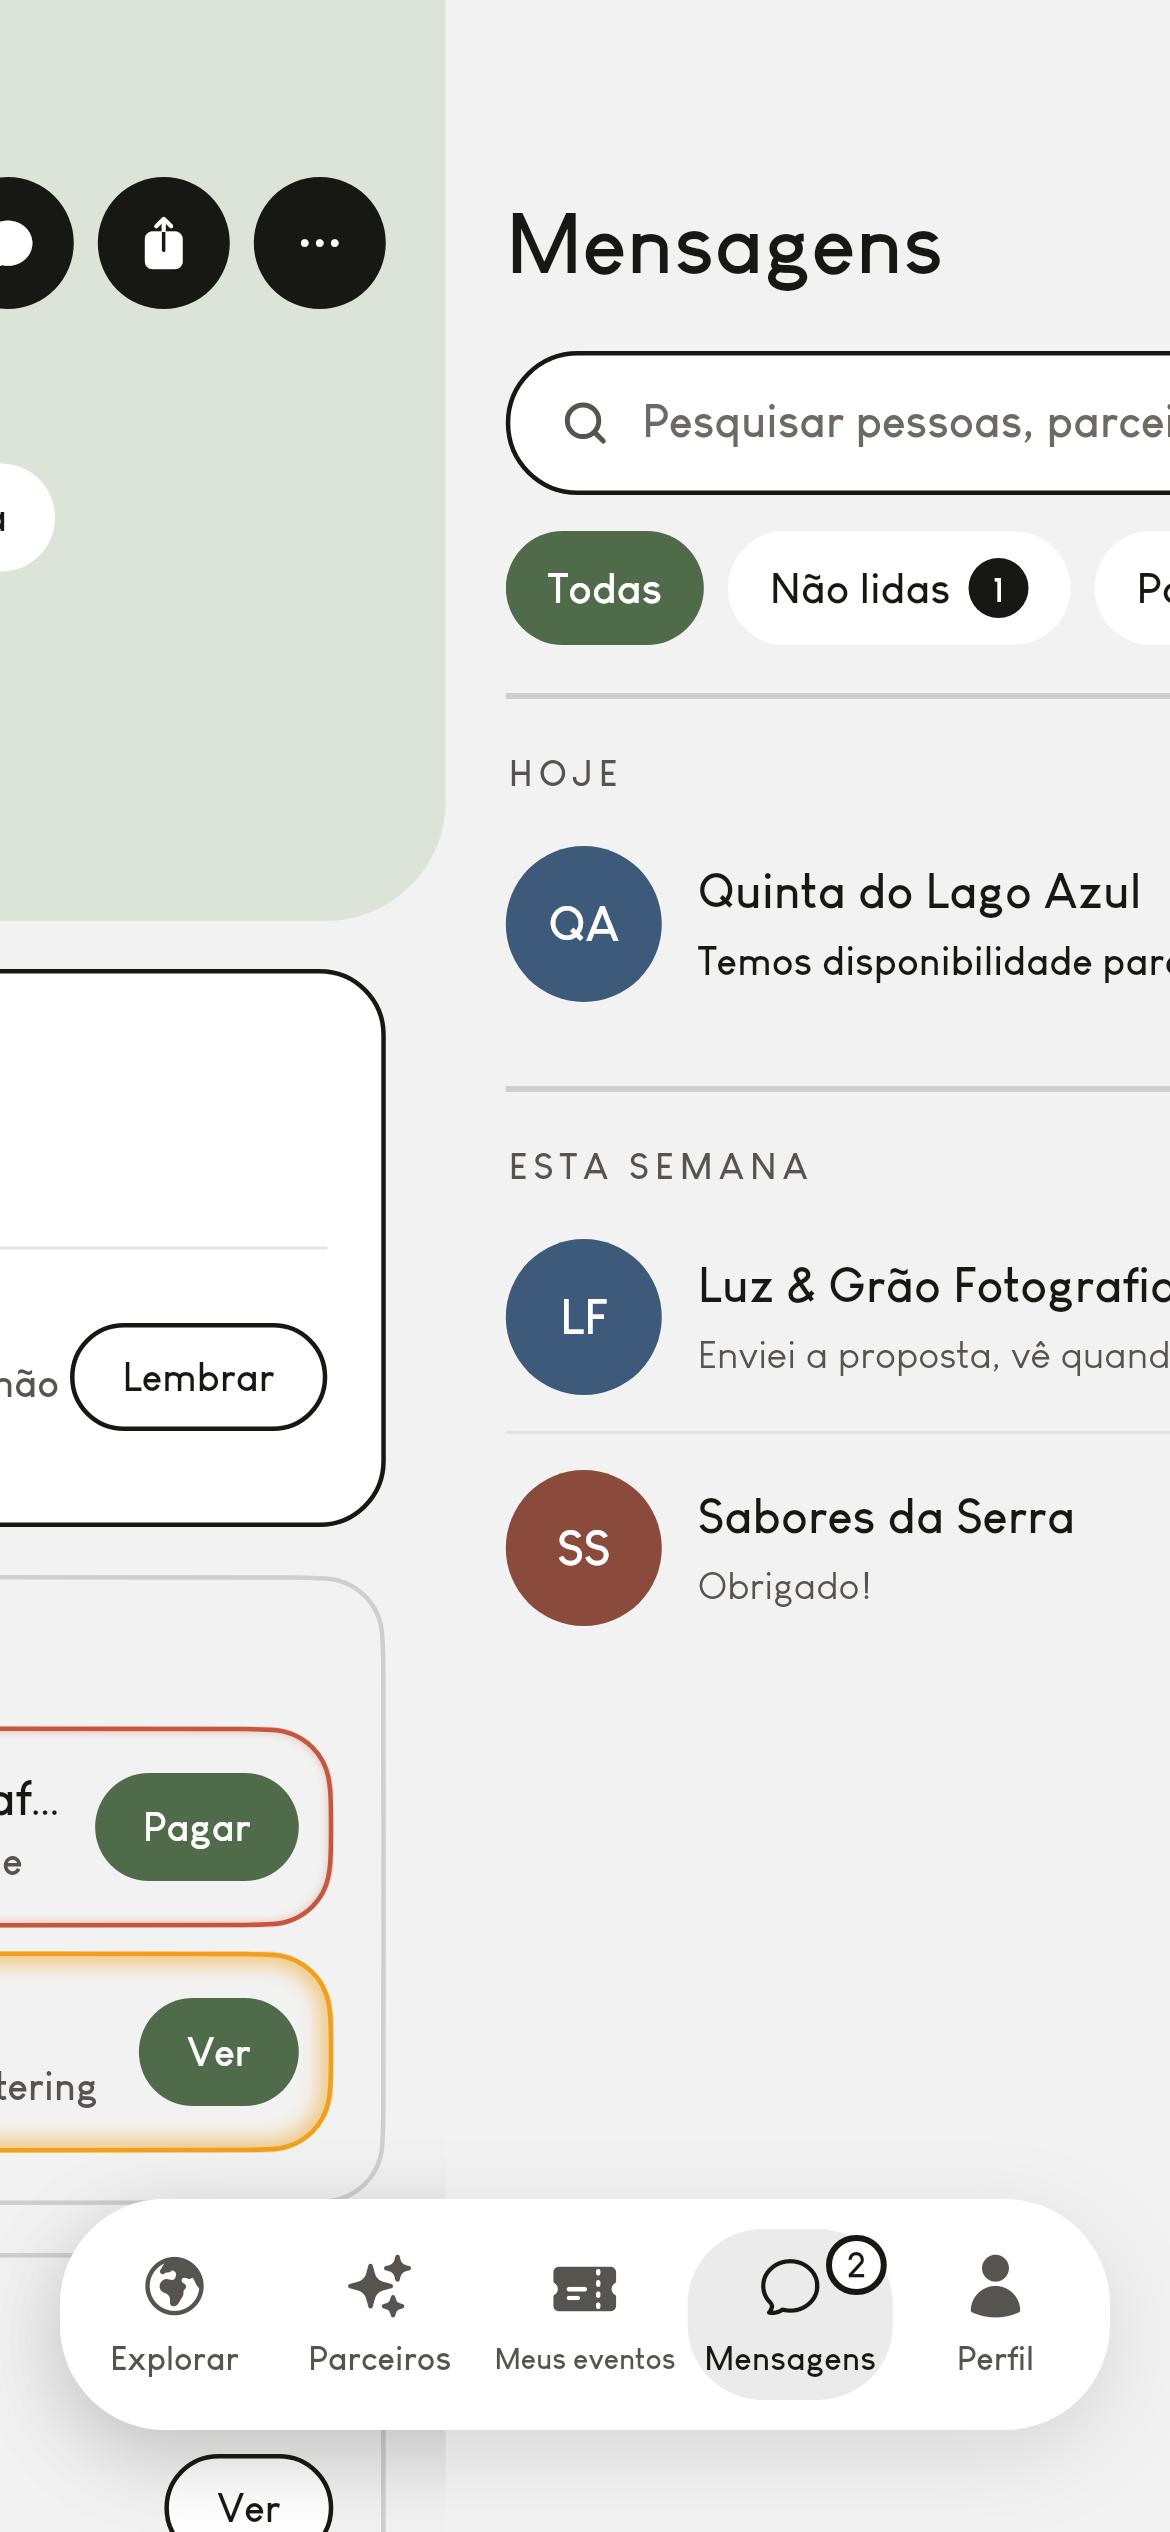 Mensagens
Pesquisar pessoas, parcei
Todas
Não lidas 1
HOJE
QA
Quinta do Lago Azul
Temos disponibilidade para
ESTA SEMANA
LF
Luz & Grão Fotografia
Enviei a proposta, vê quand
SS
Sabores da Serra
Obrigado!
não
Lembrar
af...
e
Pagar
tering
Ver
2
Explorar
Parceiros
Meus eventos
Mensagens
Perfil
Ver